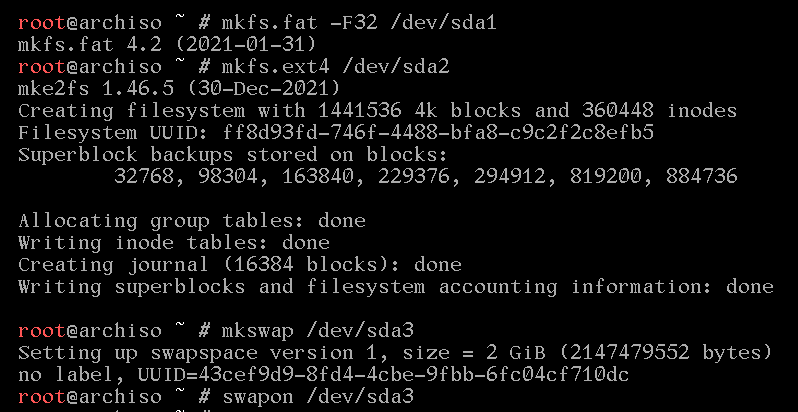 root@archiso ~ # mkfs.fat -F32 /dev/sda1
mkfs.fat 4.2 (2021-01-31)
root@archiso ~ # mkfs.ext4 /dev/sda2
mke2fs 1.46.5 (30-Dec-2021)
Creating filesystem with 1441536 4k blocks and 360448 inodes
Filesystem UUID: ff8d93fd-746f-4488-bfa8-c9c2f2c8efb5
Superblock backups stored on blocks:
        32768, 98304, 163840, 229376, 294912, 819200, 884736

Allocating group tables: done
Writing inode tables: done
Creating journal (16384 blocks): done
Writing superblocks and filesystem accounting information: done

root@archiso ~ # mkswap /dev/sda3
Setting up swapspace version 1, size = 2 GiB (2147479552 bytes)
no label, UUID=43cef9d9-8fd4-4cbe-9fbb-6fc04cf710dc
root@archiso ~ # swapon /dev/sda3